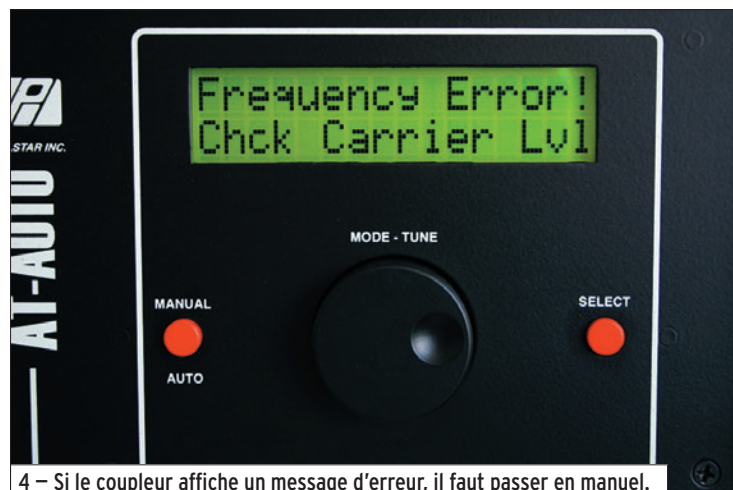 Frequency Error!
Chck Carrier Lvl
STAR INC.
AT-AUTO
MODE - TUNE
MANUAL
AUTO
SELECT
4 – Si le coupleur affiche un message d'erreur, il faut passer en manuel.